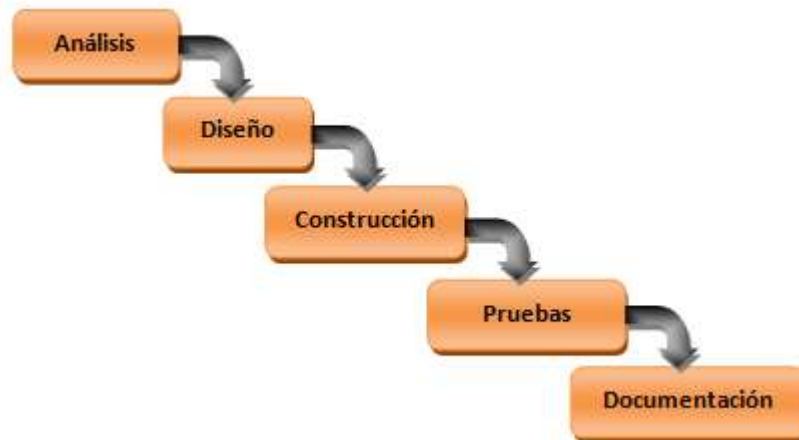 Análisis
Diseño
Construcción
Pruebas
Documentación